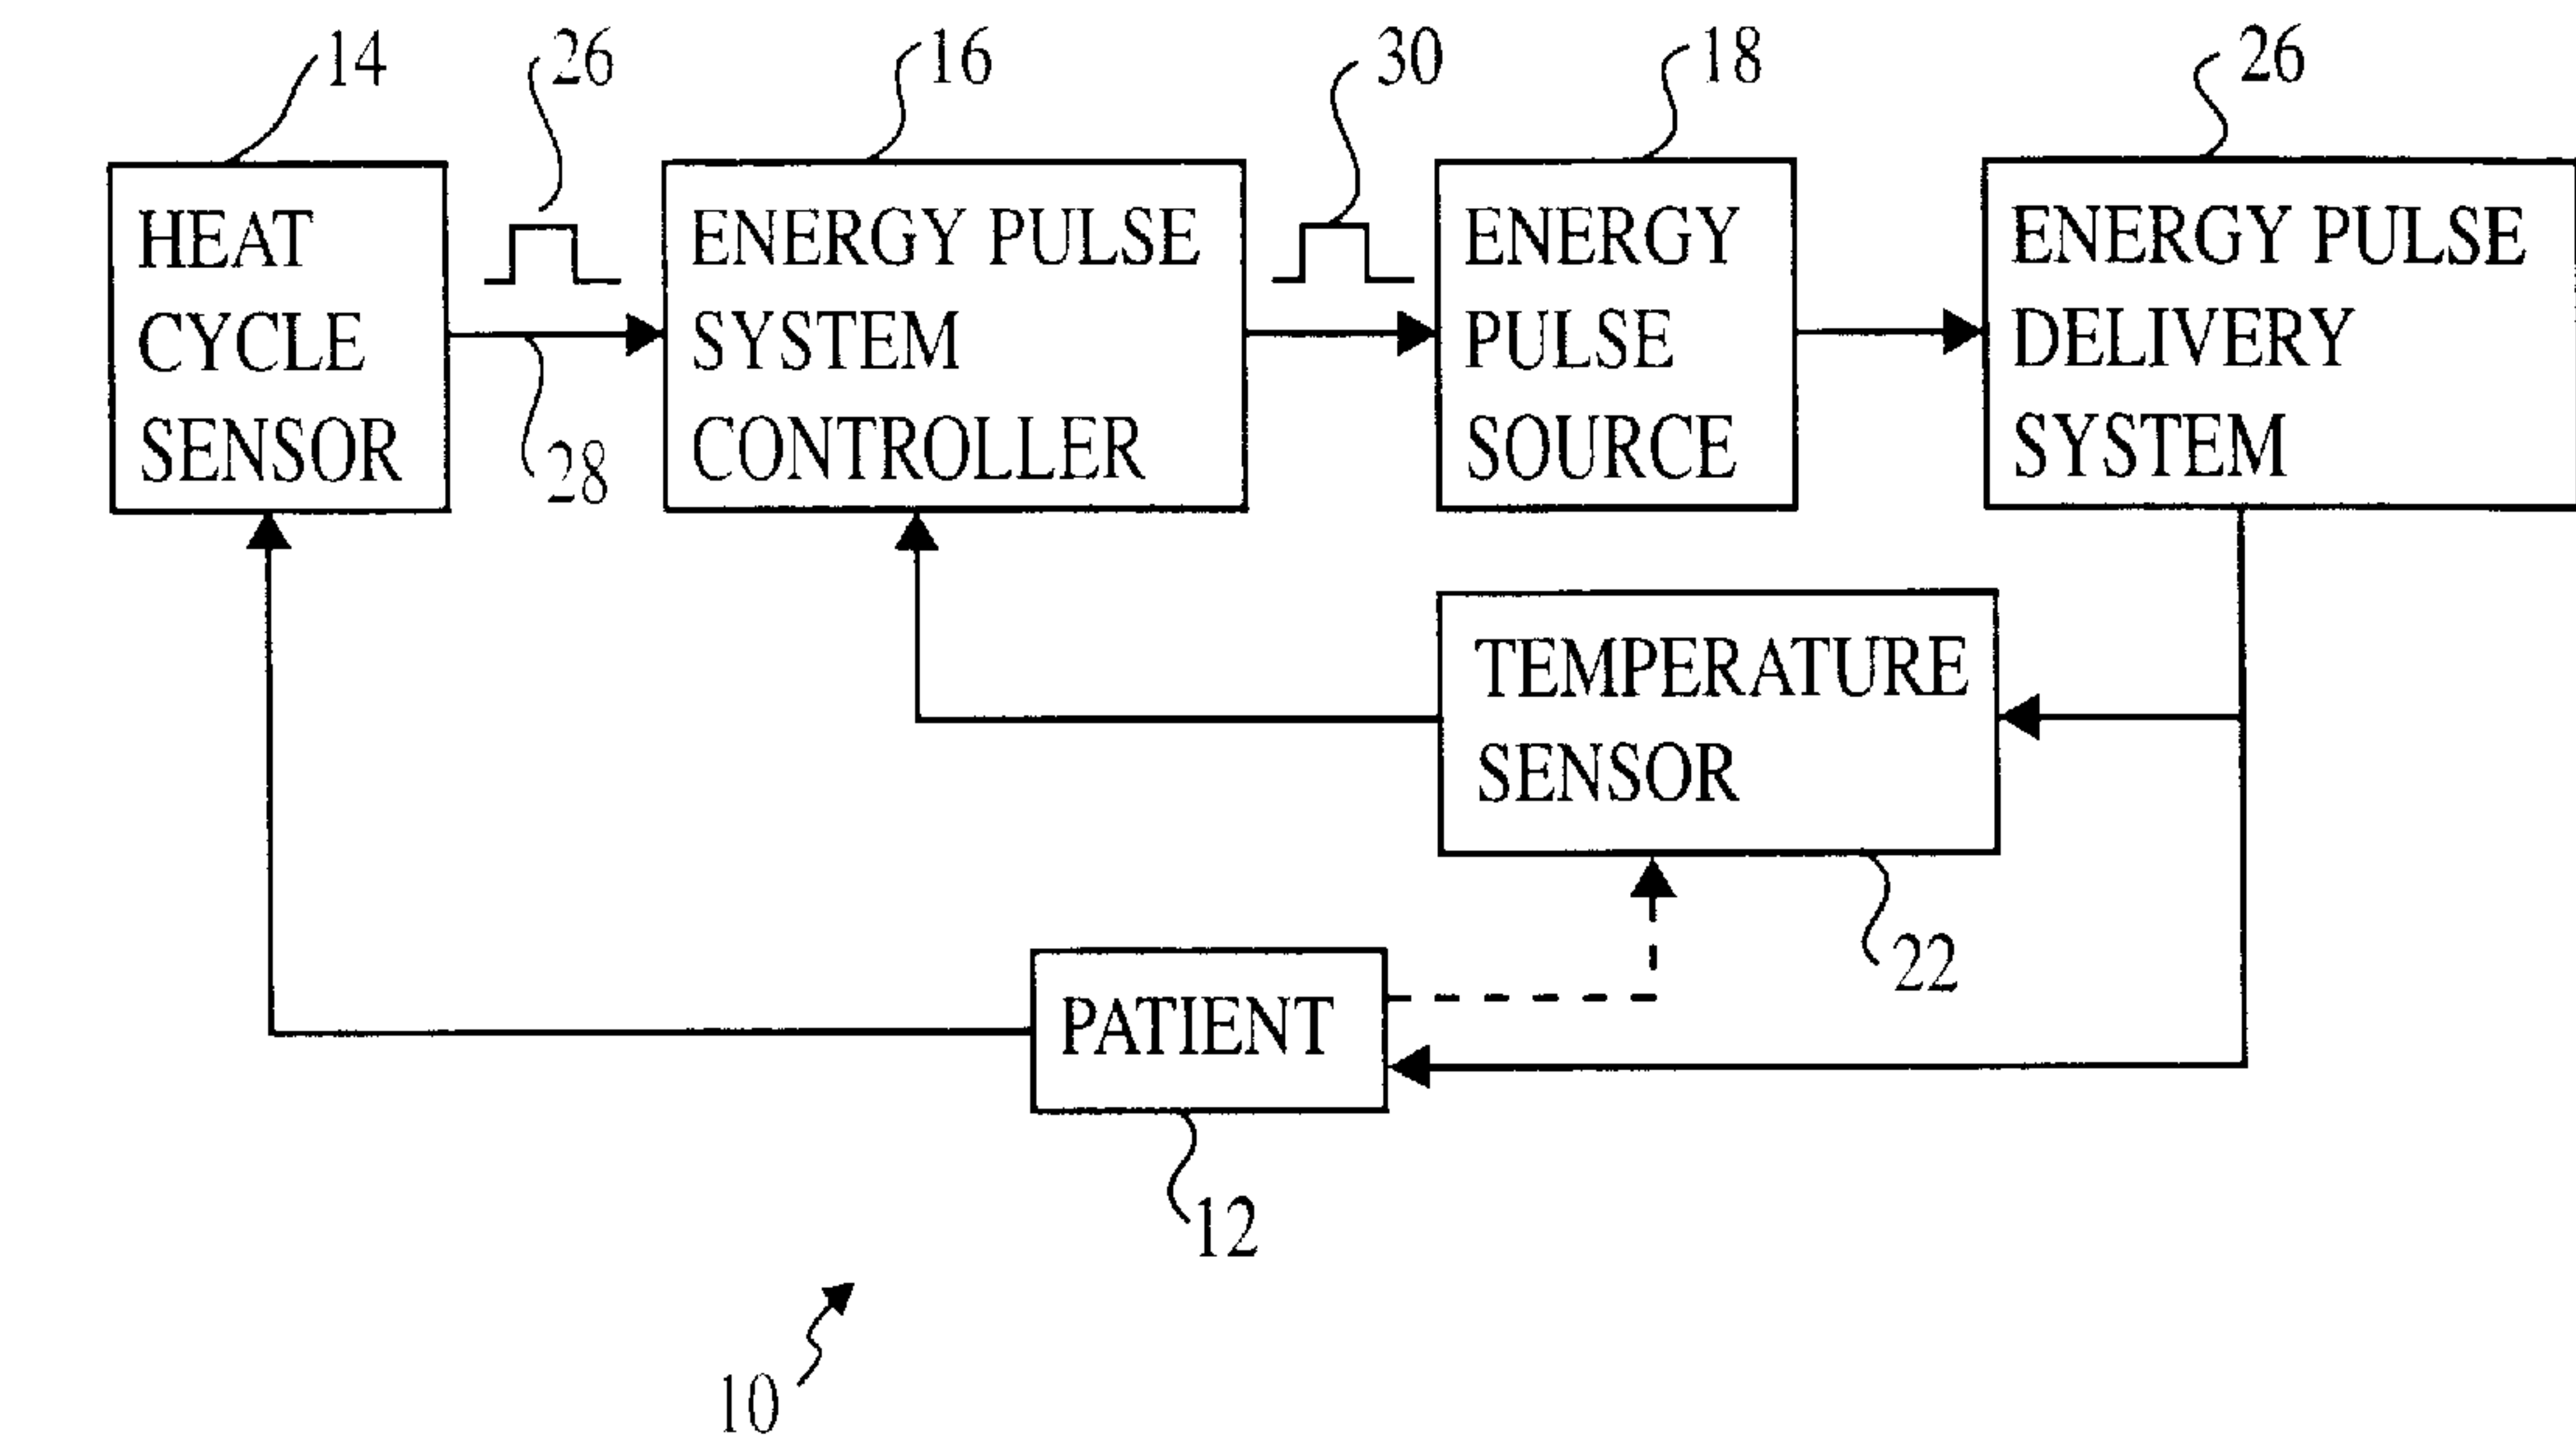 14
26
16
30
18
26
HEAT
CYCLE
SENSOR
28
ENERGY PULSE
SYSTEM
CONTROLLER
ENERGY
PULSE
SOURCE
ENERGY PULSE
DELIVERY
SYSTEM
TEMPERATURE
SENSOR
22
PATIENT
12
10